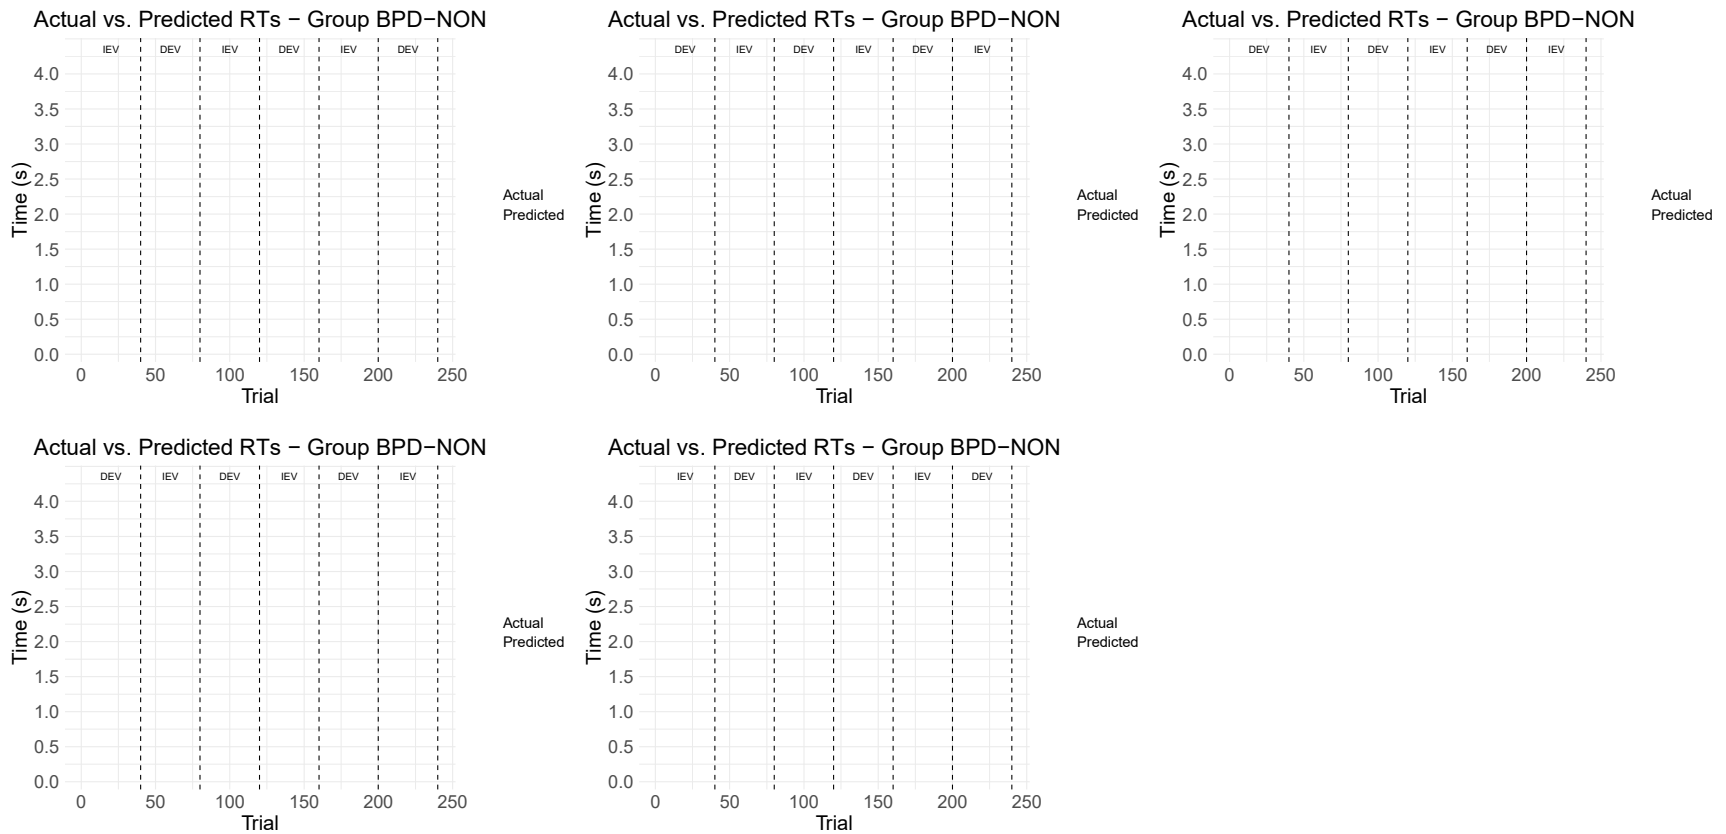 Actual vs. Predicted RTs − Group BPD−NON
IEV DEV IEV DEV IEV DEV
4.0
3.5
3.0
2.5
2.0
1.5
1.0
0.5
0.0
Time (s)
0 50 100 150 200 250
Trial
Actual
Predicted
Actual vs. Predicted RTs − Group BPD−NON
DEV IEV DEV IEV DEV IEV
4.0
3.5
3.0
2.5
2.0
1.5
1.0
0.5
0.0
Time (s)
0 50 100 150 200 250
Trial
Actual
Predicted
Actual vs. Predicted RTs − Group BPD−NON
DEV IEV DEV IEV DEV IEV
4.0
3.5
3.0
2.5
2.0
1.5
1.0
0.5
0.0
Time (s)
0 50 100 150 200 250
Trial
Actual
Predicted
Actual vs. Predicted RTs − Group BPD−NON
DEV IEV DEV IEV DEV IEV
4.0
3.5
3.0
2.5
2.0
1.5
1.0
0.5
0.0
Time (s)
0 50 100 150 200 250
Trial
Actual
Predicted
Actual vs. Predicted RTs − Group BPD−NON
IEV DEV IEV DEV IEV DEV
4.0
3.5
3.0
2.5
2.0
1.5
1.0
0.5
0.0
Time (s)
0 50 100 150 200 250
Trial
Actual
Predicted